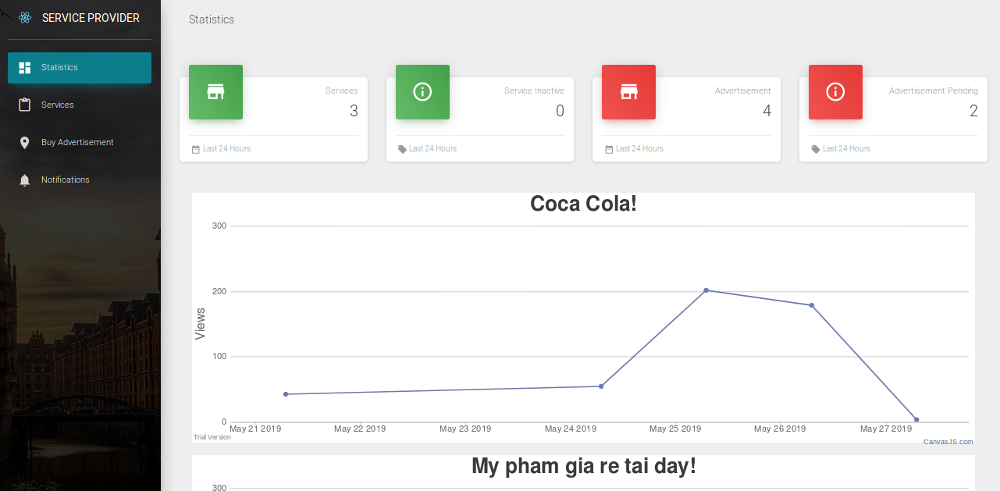 SERVICE PROVIDER
Statistics
Services
Buy Advertisement
Notifications
Statistics
Services
3
Last 24 Hours
Service Inactive
0
Last 24 Hours
Advertisement
4
Last 24 Hours
Advertisement Pending
2
Last 24 Hours
Coca Cola!
300
200
100
0
Views
May 21 2019 May 22 2019 May 23 2019 May 24 2019 May 25 2019 May 26 2019 May 27 2019
Trial Version
CanvasJS.com
My pham gia re tai day!
300